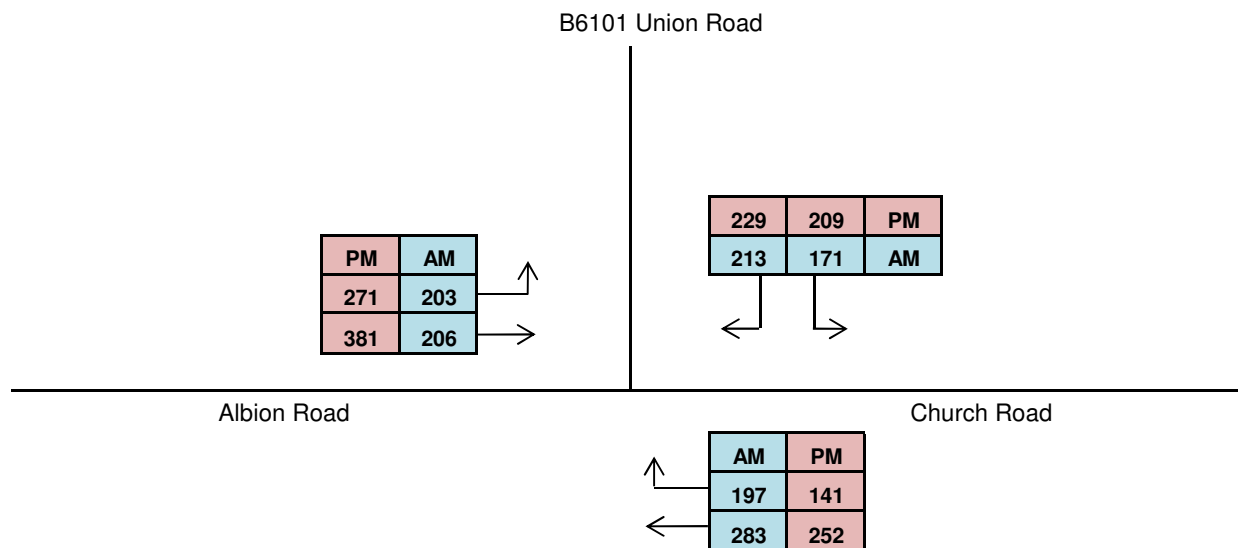 B6101 Union Road
229 209 PM
213 171 AM
PM AM
271 203
381 206
Albion Road
Church Road
AM PM
197 141
283 252